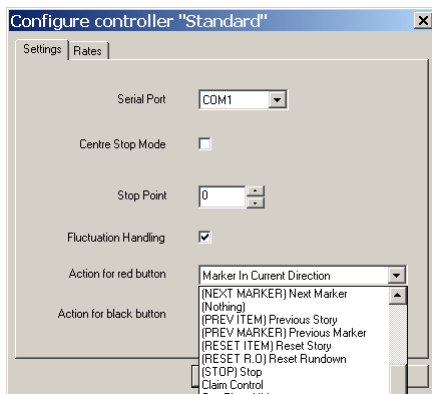 Configure controller "Standard"
Settings Rates
Serial Port COM1
Centre Stop Mode
Stop Point 0
Fluctuation Handling
Action for red button Marker In Current Direction
(NEXT MARKER) Next Marker
(Nothing)
Action for black button
(PREV ITEM) Previous Story
(PREV MARKER) Previous Marker
(RESET ITEM) Reset Story
(RESET R.O) Reset Rundown
(STOP) Stop
Claim Control